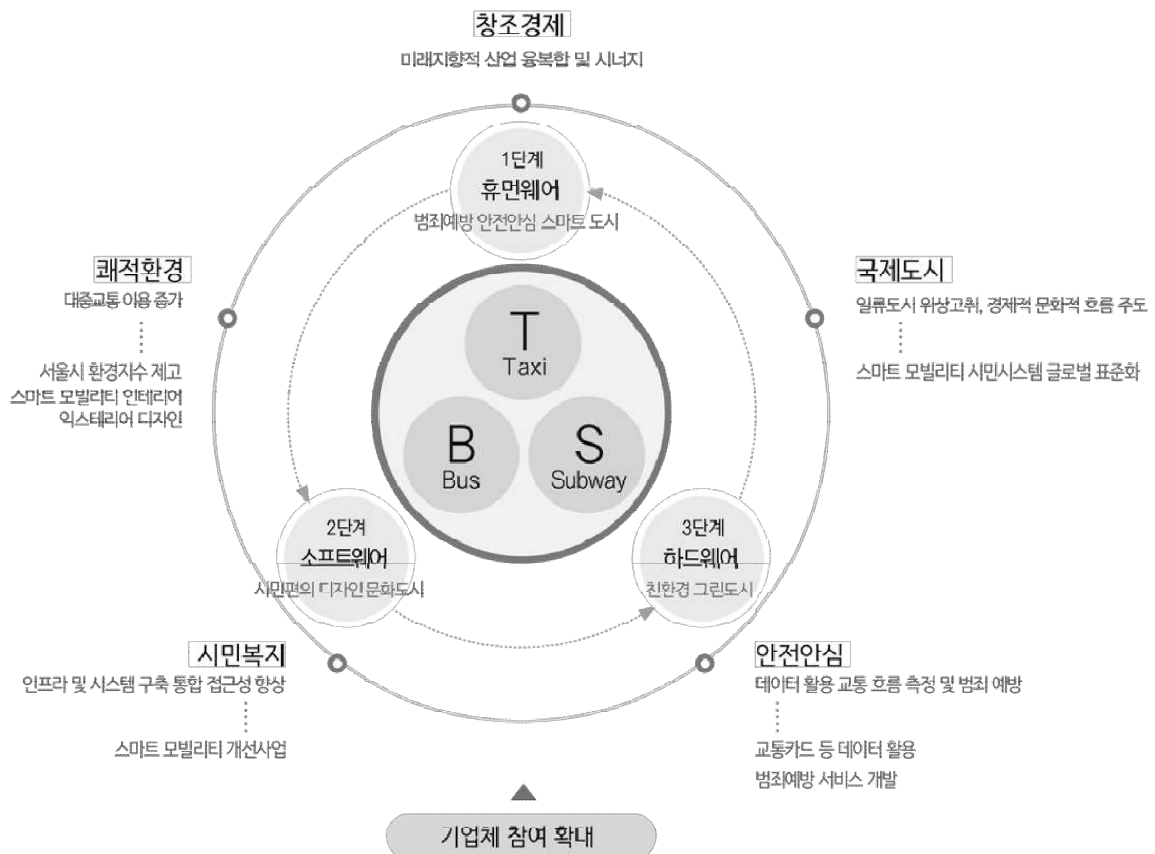 창조경제
미래지향적 산업 융복합 및 시너지
1단계
휴먼웨어
범죄예방 안전안심 스마트 도시
쾌적환경
대중교통 이용 증가
서울시 환경지수 제고
스마트 모빌리티 인테리어
익스테리어 디자인
국제도시
일류도시 위상고취, 경제적 문화적 흐름 주도
스마트 모빌리티 시민시스템 글로벌 표준화
T
Taxi
B
Bus
S
Subway
2단계
소프트웨어
시민편의 디자인 문화도시
3단계
하드웨어
친환경 그린도시
시민복지
인프라 및 시스템 구축 통합 접근성 향상
스마트 모빌리티 개선사업
안전안심
데이터 활용 교통 흐름 측정 및 범죄 예방
교통카드 등 데이터 활용
범죄예방 서비스 개발
기업체 참여 확대